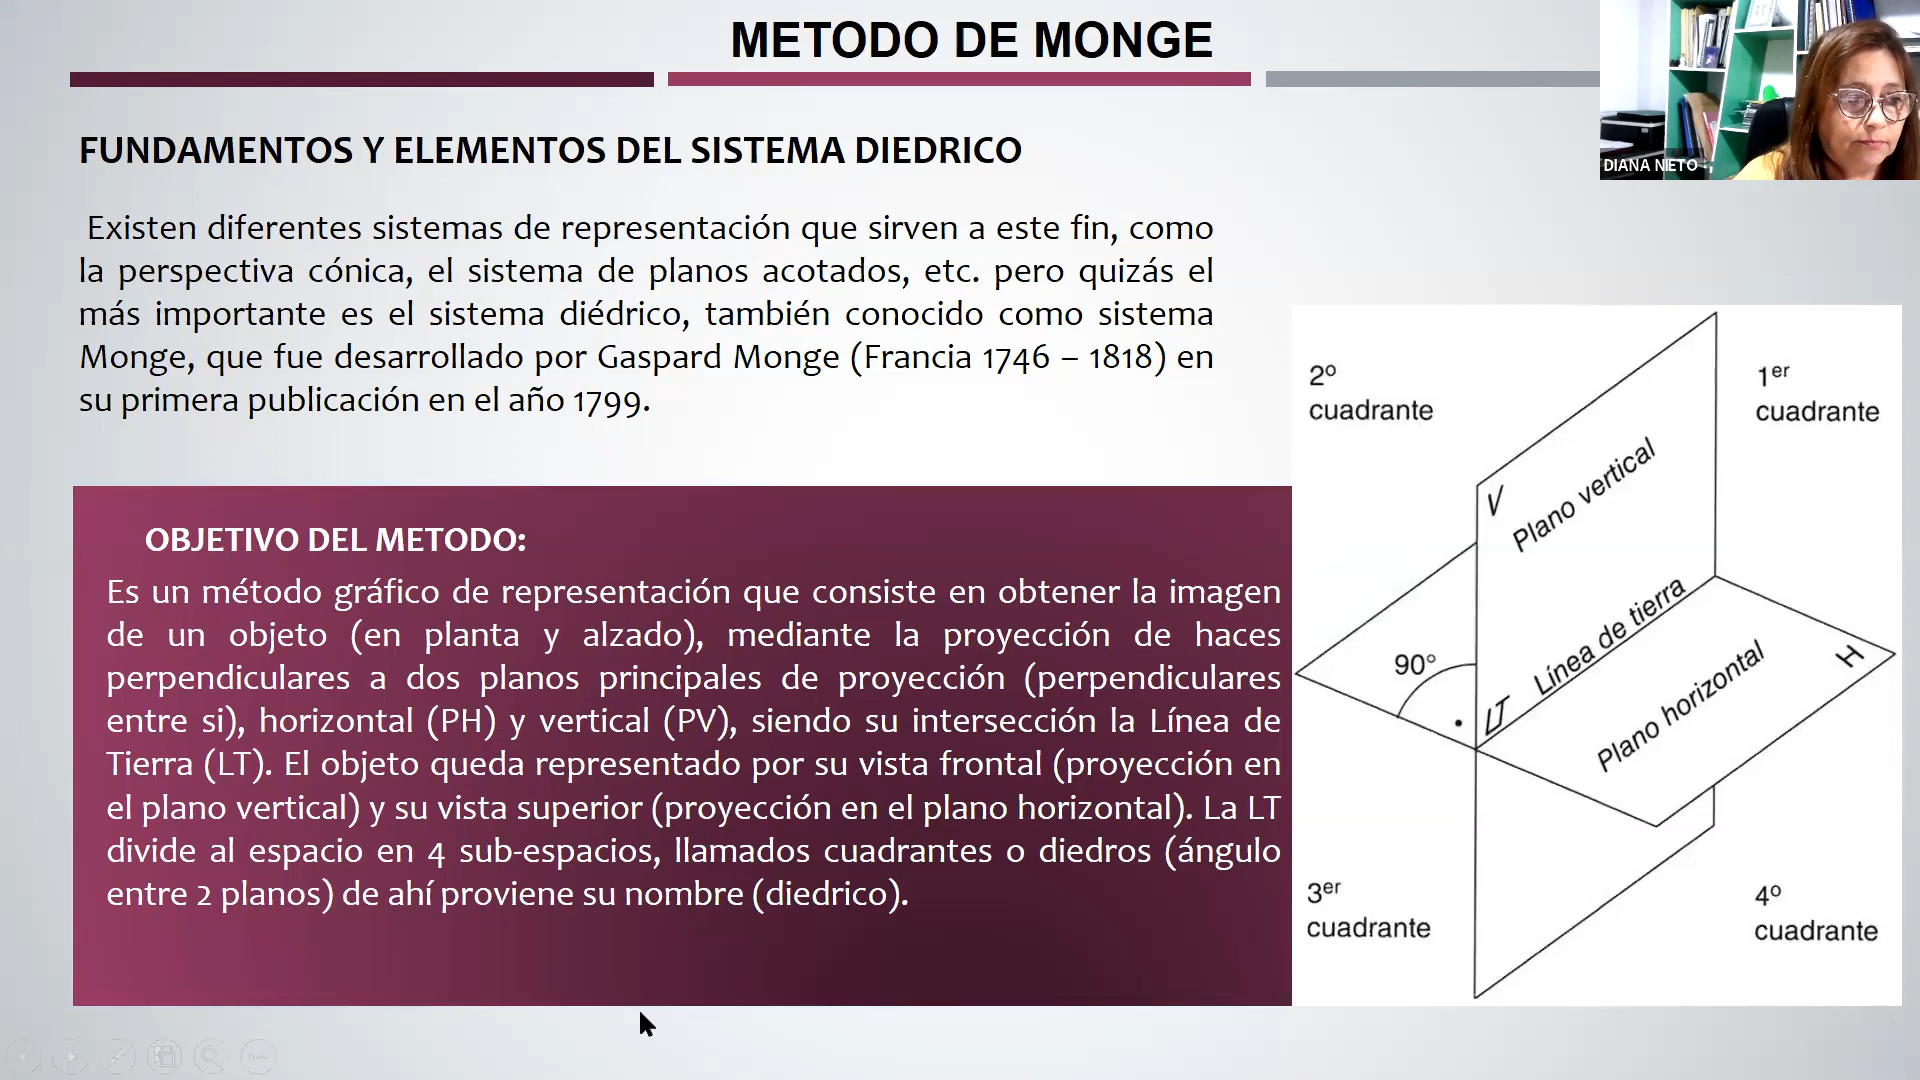 METODO DE MONGE
DIANA NIETO
FUNDAMENTOS Y ELEMENTOS DEL SISTEMA DIEDRICO
Existen diferentes sistemas de representación que sirven a este fin, como
la perspectiva cónica, el sistema de planos acotados, etc. pero quizás el
más importante es el sistema diédrico, también conocido como sistema
Monge, que fue desarrollado por Gaspard Monge (Francia 1746 – 1818) en
su primera publicación en el año 1799.
OBJETIVO DEL METODO:
Es un método gráfico de representación que consiste en obtener la imagen
de un objeto (en planta y alzado), mediante la proyección de haces
perpendiculares a dos planos principales de proyección (perpendiculares
entre si), horizontal (PH) y vertical (PV), siendo su intersección la Línea de
Tierra (LT). El objeto queda representado por su vista frontal (proyección en
el plano vertical) y su vista superior (proyección en el plano horizontal). La LT
divide al espacio en 4 sub-espacios, llamados cuadrantes o diedros (ángulo
entre 2 planos) de ahí proviene su nombre (diedrico).
2º
cuadrante
1er
cuadrante
V
Plano vertical
90°
LT
Línea de tierra
H
Plano horizontal
3er
cuadrante
4º
cuadrante